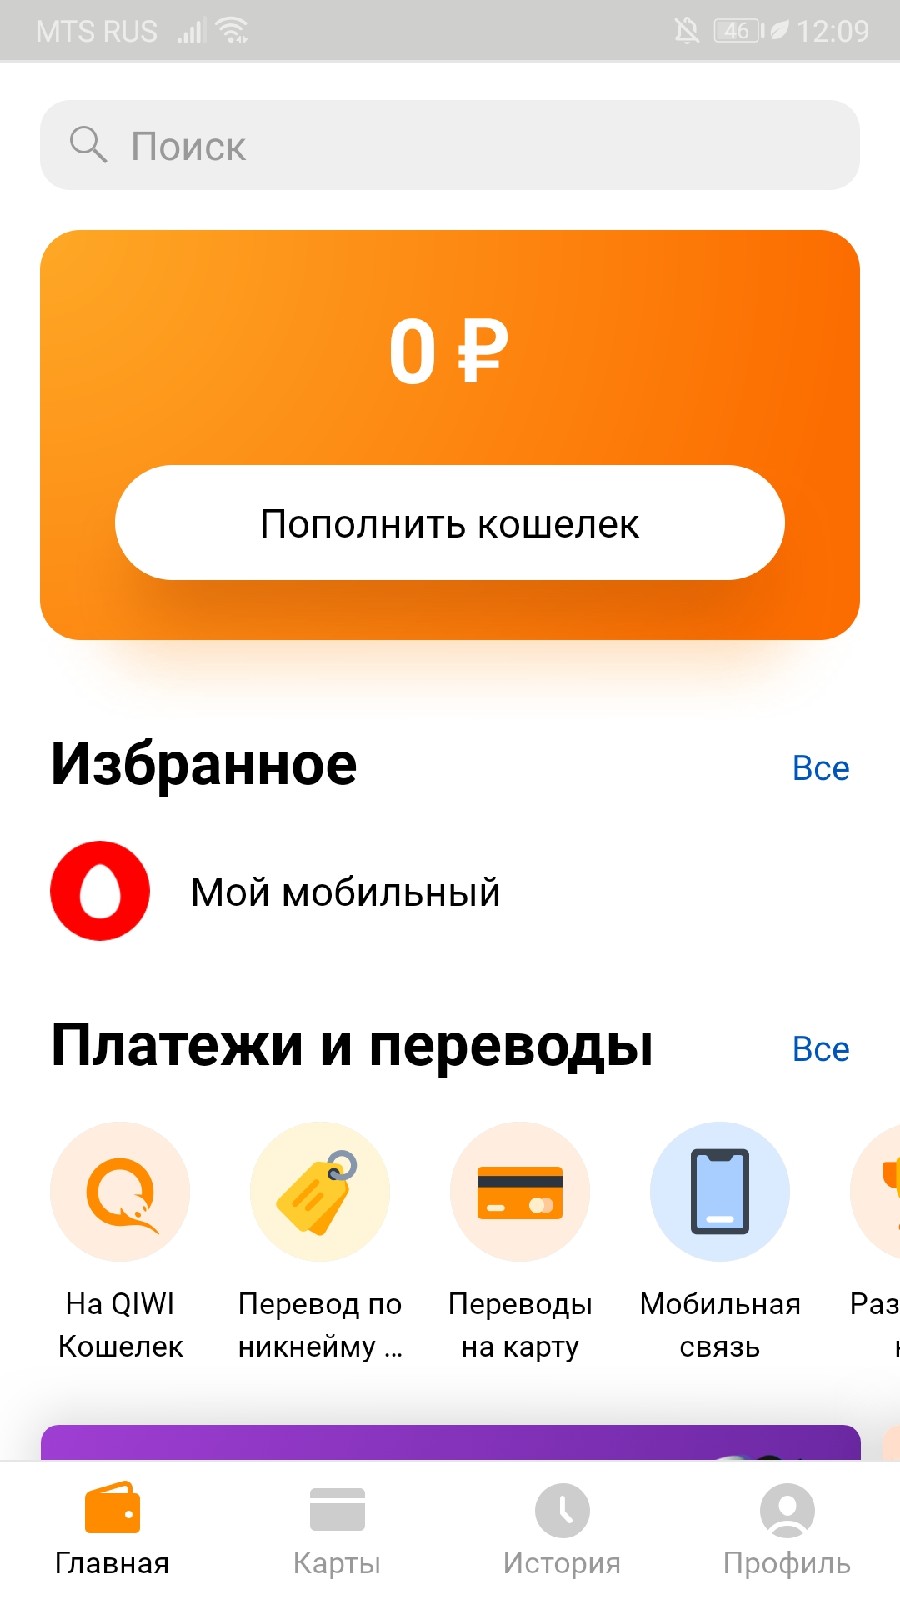 MTS RUS 46 12:09
Поиск
0 ₽
Пополнить кошелек
Избранное Все
Мой мобильный
Платежи и переводы Все
На QIWI Кошелек
Перевод по никнейму ...
Переводы на карту
Мобильная связь
Раз
Главная Карты История Профиль